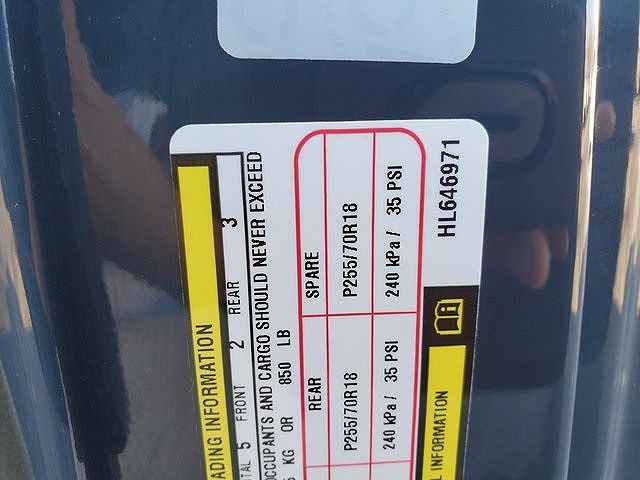 ADING INFORMATION
TAL 5 FRONT 2 REAR 3
OCCUPANTS AND CARGO SHOULD NEVER EXCEED
KG OR 850 LB
REAR SPARE
P255/70R18 P255/70R18
240 kPa / 35 PSI 240 kPa / 35 PSI
L INFORMATION
HL646971